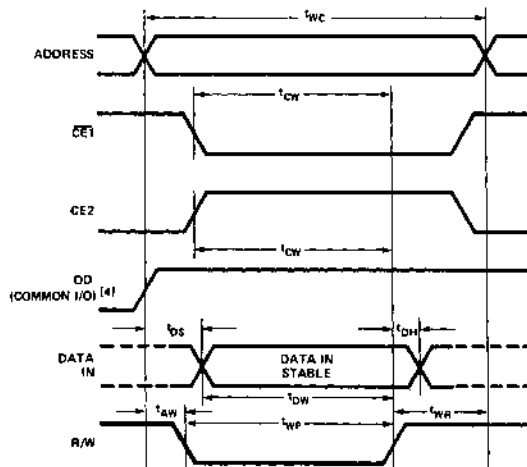 tWC
ADDRESS
tCW
CE1
CE2
tCW
OD
(COMMON I/O) [4]
tDS
tDH
DATA
IN
DATA IN
STABLE
tDW
tAW
tWP
tWR
R/W